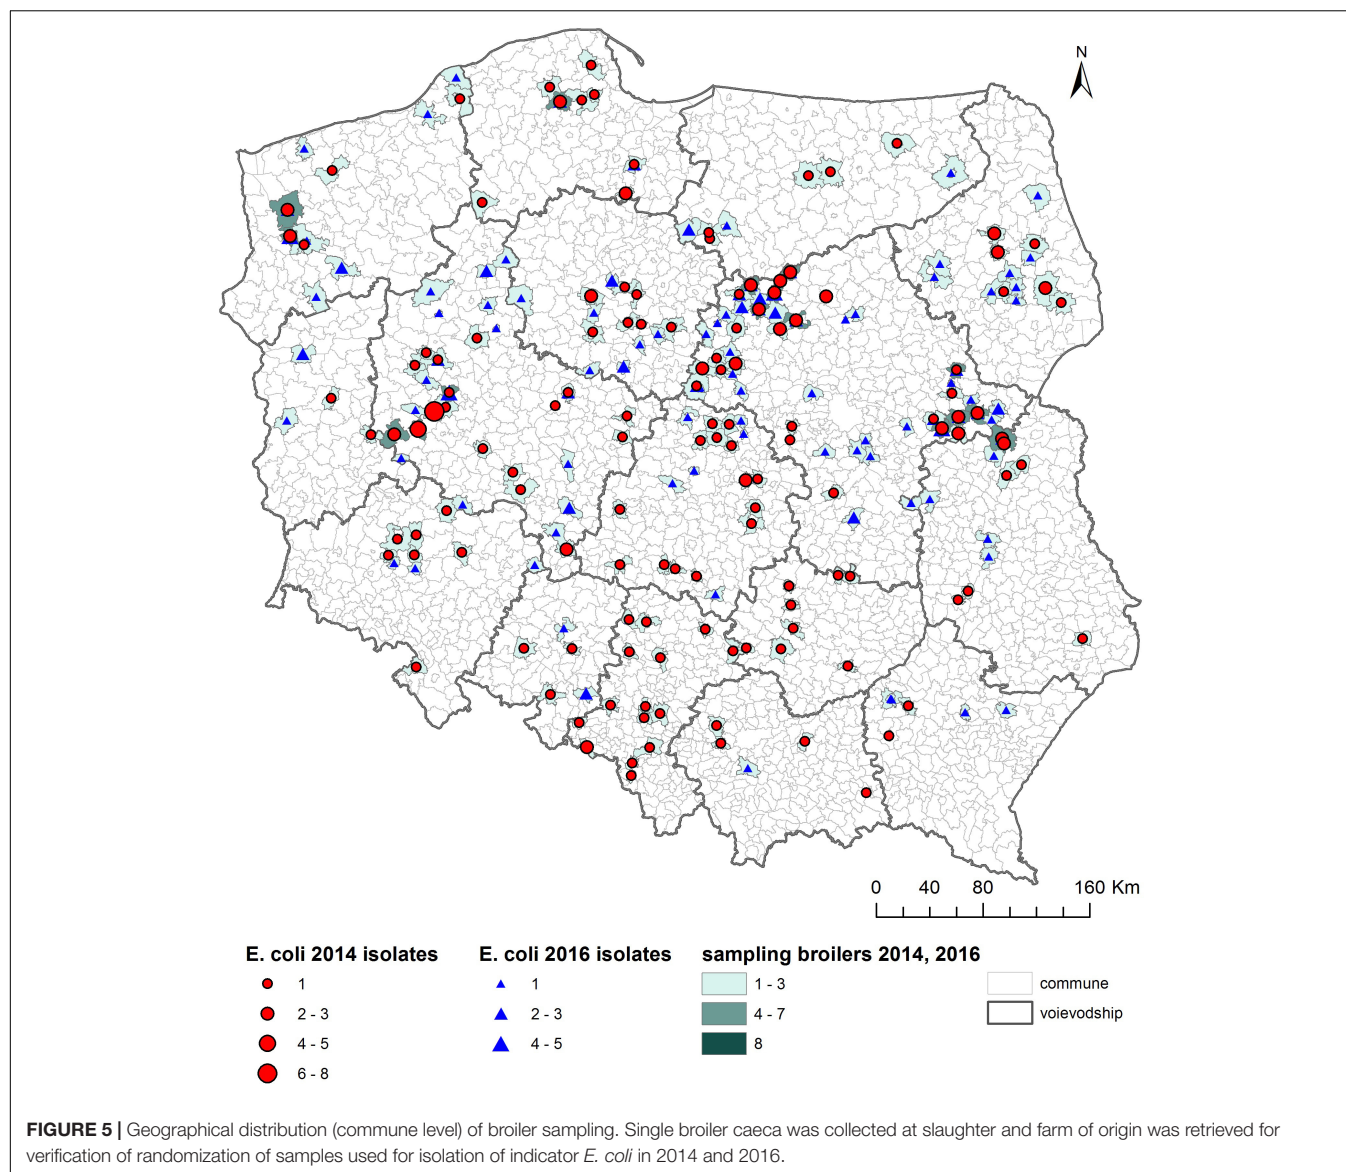 N
0 40 80 160 Km
E. coli 2014 isolates
1
2 - 3
4 - 5
6 - 8
E. coli 2016 isolates
1
2 - 3
4 - 5
sampling broilers 2014, 2016
1 - 3
4 - 7
8
commune
voievodship
FIGURE 5 | Geographical distribution (commune level) of broiler sampling. Single broiler caeca was collected at slaughter and farm of origin was retrieved for
verification of randomization of samples used for isolation of indicator E. coli in 2014 and 2016.